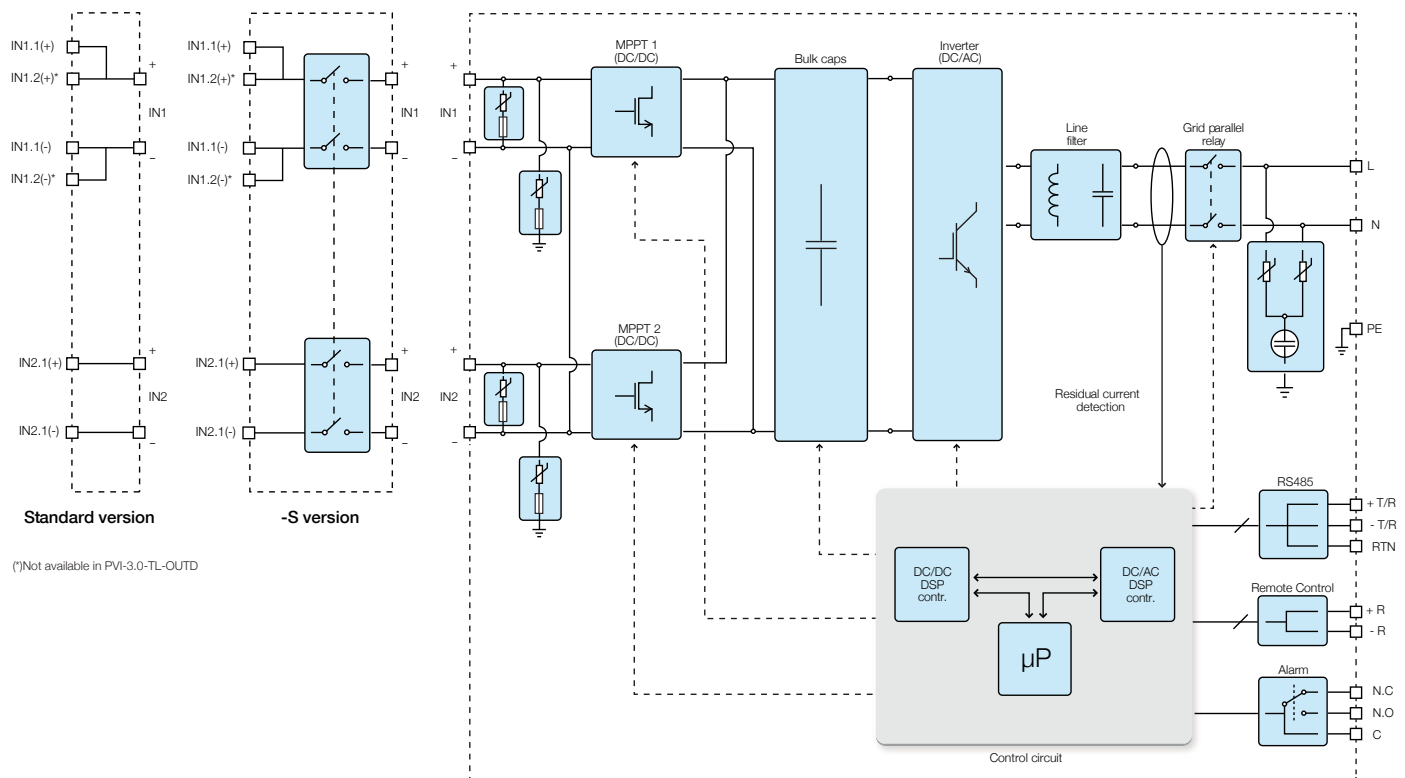 IN1.1(+)
IN1.2(+)*
IN1.1(-)
IN1.2(-)*
+
IN1
−
IN2.1(+)
IN2.1(-)
+
IN2
−
Standard version
IN1.1(+)
IN1.2(+)*
IN1.1(-)
IN1.2(-)*
+
IN1
−
IN2.1(+)
IN2.1(-)
+
IN2
−
-S version
(*)Not available in PVI-3.0-TL-OUTD
+
−
+
−
MPPT 1
(DC/DC)
MPPT 2
(DC/DC)
Bulk caps
Inverter
(DC/AC)
Line
filter
Grid parallel
relay
L
N
PE
Residual current
detection
DC/DC
DSP
contr.
DC/AC
DSP
contr.
µP
Control circuit
RS485
+ T/R
- T/R
RTN
Remote Control
+ R
- R
Alarm
N.C
N.O
C